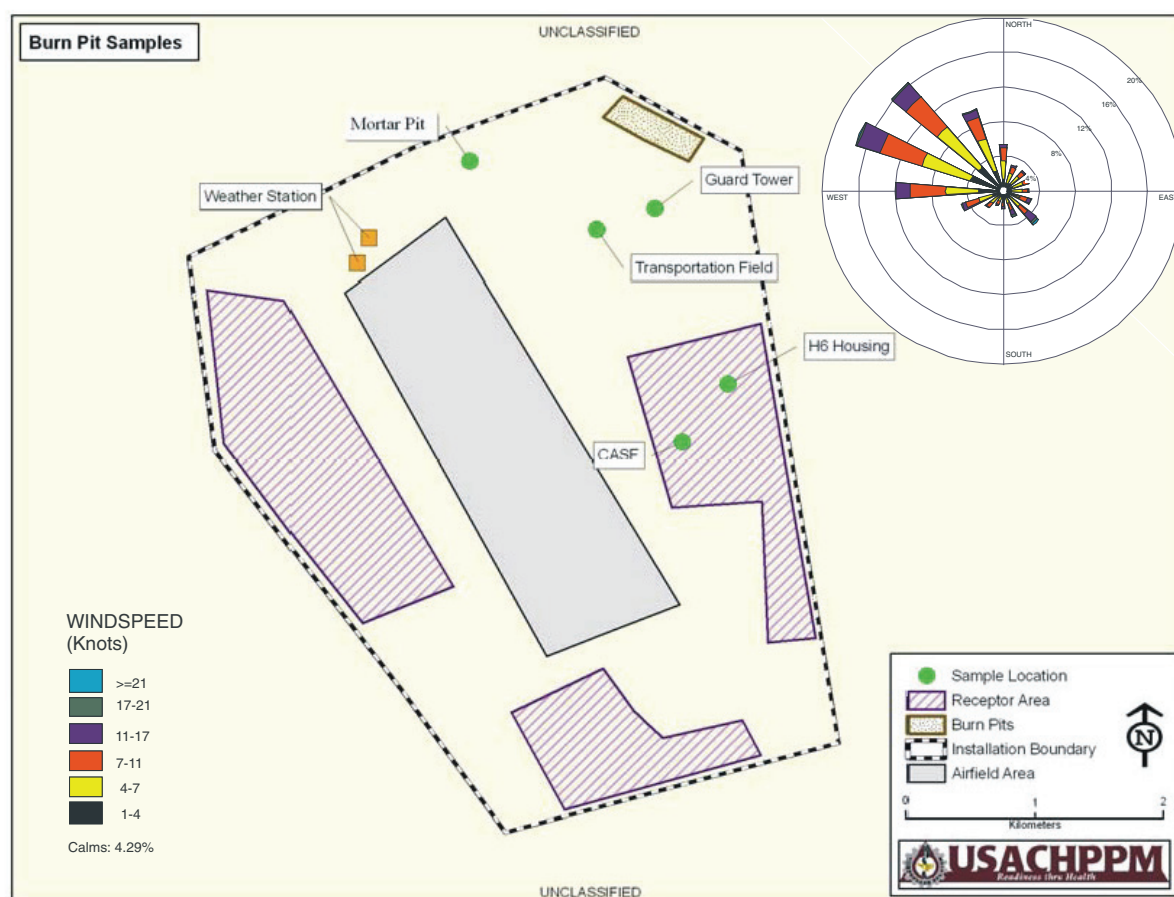 UNCLASSIFIED
Burn Pit Samples
NORTH
20%
16%
12%
8%
4%
WEST
EAST
SOUTH
Mortar Pit
Weather Station
Guard Tower
Transportation Field
H6 Housing
CASF
WINDSPEED
(Knots)
>=21
17-21
11-17
7-11
4-7
1-4
Calms: 4.29%
Sample Location
Receptor Area
Burn Pits
Installation Boundary
Airfield Area
N
0 1 2
Kilometers
USACHPPM
Readiness thru Health
UNCLASSIFIED